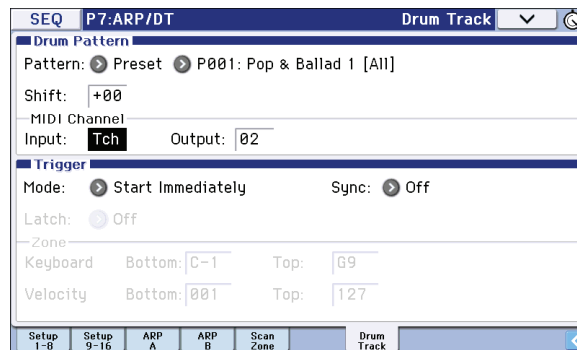 SEQ P7:ARP/DT Drum Track
Drum Pattern
Pattern: Preset P001: Pop & Ballad 1 [All]
Shift: +00
MIDI Channel
Input: Tch Output: 02
Trigger
Mode: Start Immediately Sync: Off
Latch: Off
Zone
Keyboard Bottom: C-1 Top: G9
Velocity Bottom: 001 Top: 127
Setup 1-8 Setup 9-16 ARP A ARP B Scan Zone Drum Track